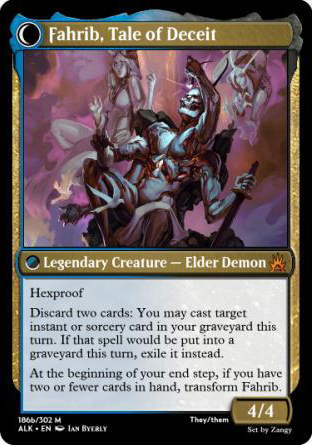 Fahrib, Tale of Deceit
Legendary Creature — Elder Demon
Hexproof
Discard two cards: You may cast target
instant or sorcery card in your graveyard this
turn. If that spell would be put into a
graveyard this turn, exile it instead.
At the beginning of your end step, if you have
two or fewer cards in hand, transform Fahrib.
4/4
186b/302 M
They/them
ALK • EN Ian Byerly
Set by Zangy